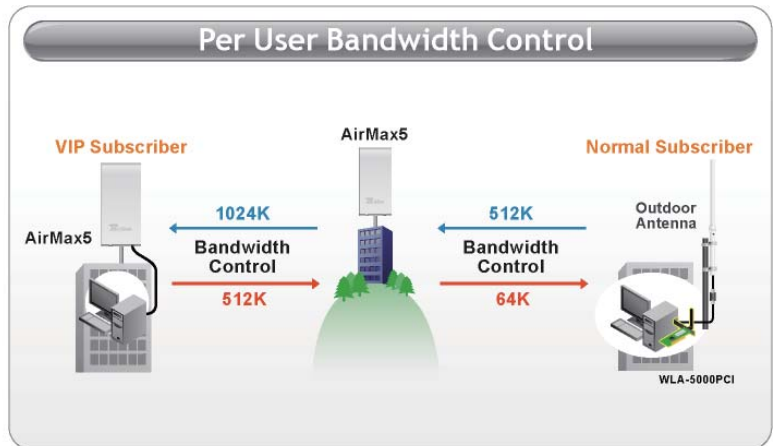 Per User Bandwidth Control
VIP Subscriber
AirMax5
Normal Subscriber
AirMax5
1024K
Bandwidth
Control
512K
512K
Bandwidth
Control
64K
Outdoor
Antenna
WLA-5000PCI